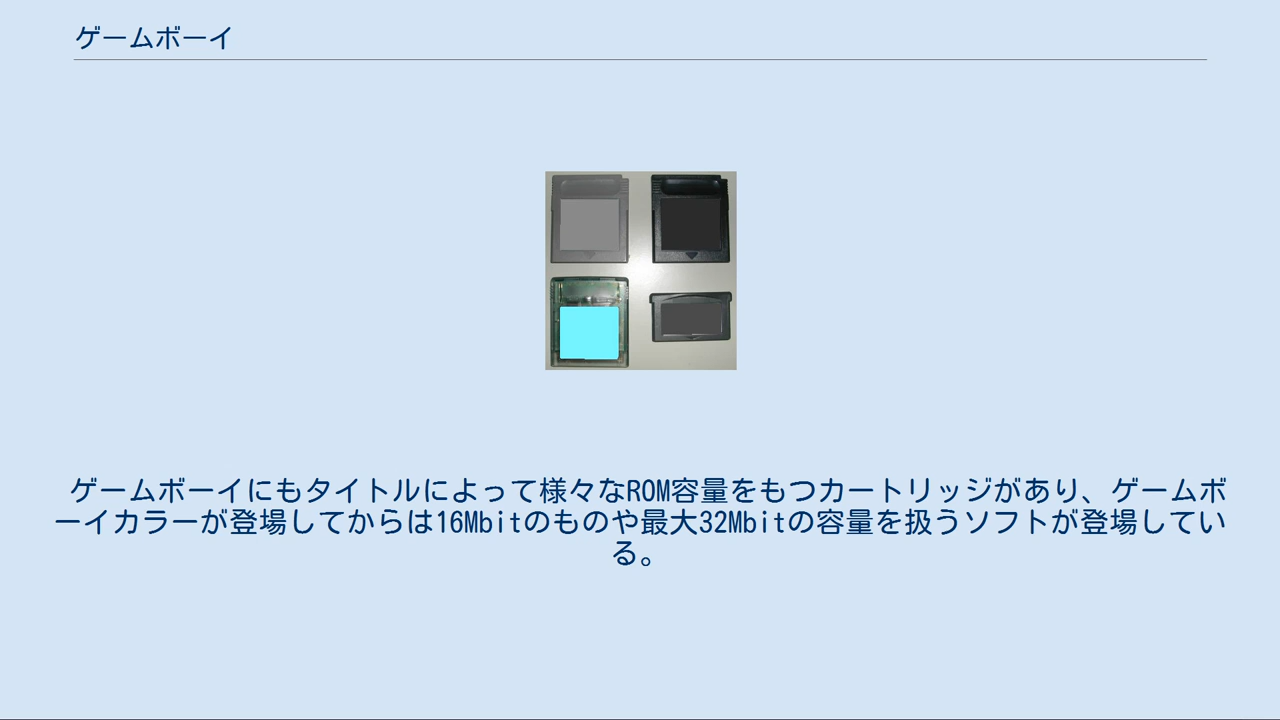 ゲームボーイ
ゲームボーイにもタイトルによって様々なROM容量をもつカートリッジがあり、ゲームボ
ーイカラーが登場してからは16Mbitのものや最大32Mbitの容量を扱うソフトが登場してい
る。